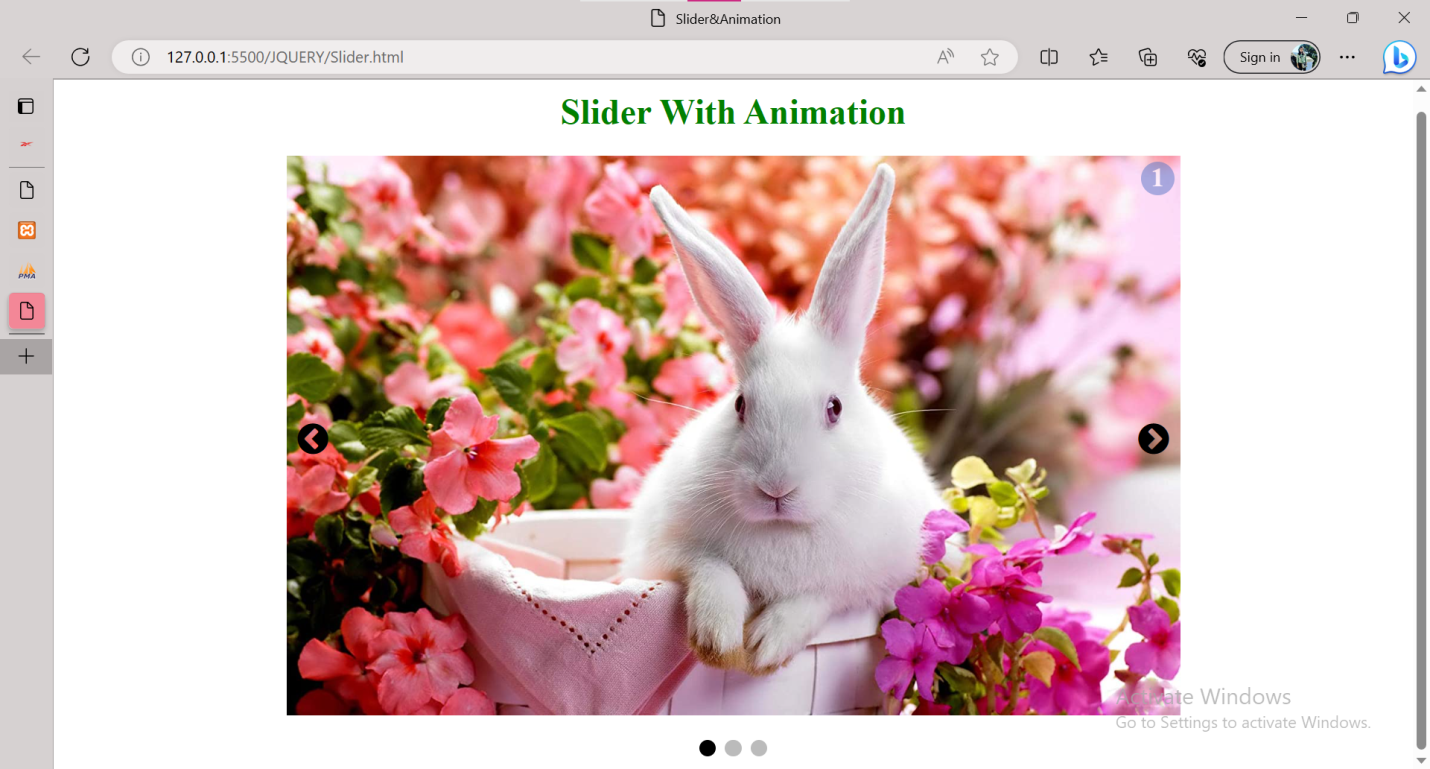 Slider&Animation
127.0.0.1:5500/JQUERY/Slider.html
Sign in
PMA
Slider With Animation
1
Activate Windows
Go to Settings to activate Windows.